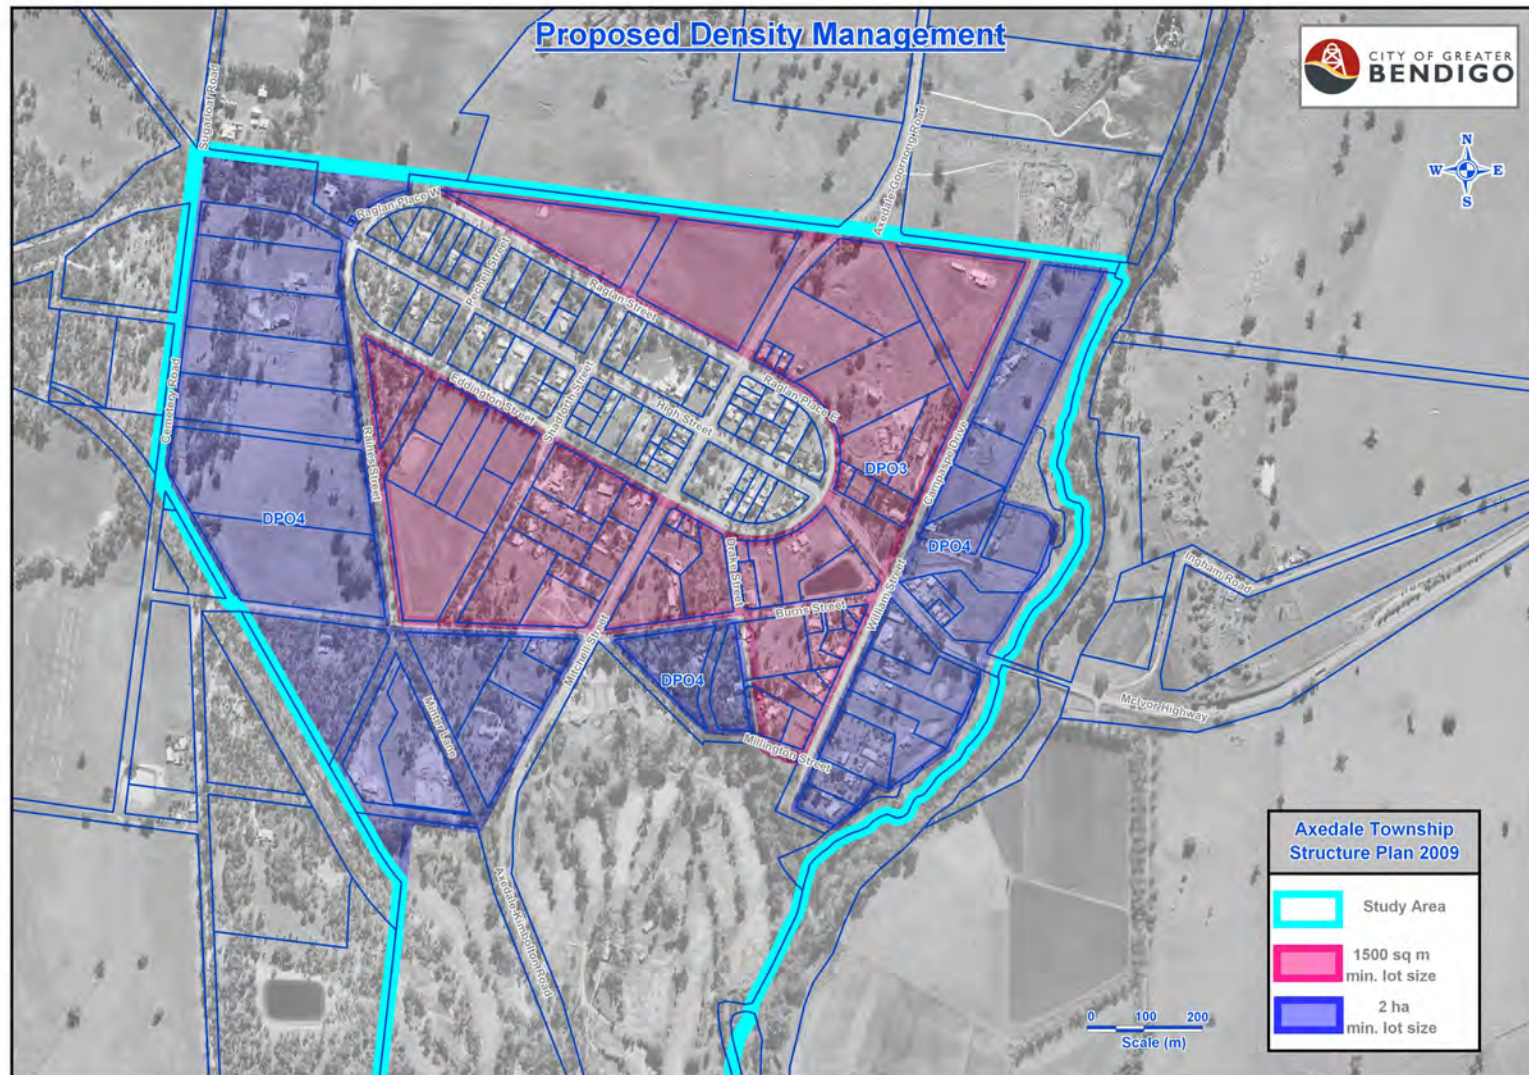 Proposed Density Management
CITY OF GREATER
BENDIGO
N
W E
S
Sugarloaf Road
Axedale-Goornong Road
Raglan Place W
Pechell Street
Raglan Street
Cemetery Road
Eddington Street
Shadforth Street
High Street
Raglan Place E
Raines Street
DPO3
Campaspe Drive
DPO4
DPO4
Drake Street
Ingham Road
Burns Street
William Street
Mitchell Street
DPO4
Minter Lane
McIvor Highway
Millington Street
Axedale-Kimbolton Road
Axedale Township
Structure Plan 2009
Study Area
1500 sq m
min. lot size
2 ha
min. lot size
0 100 200
Scale (m)